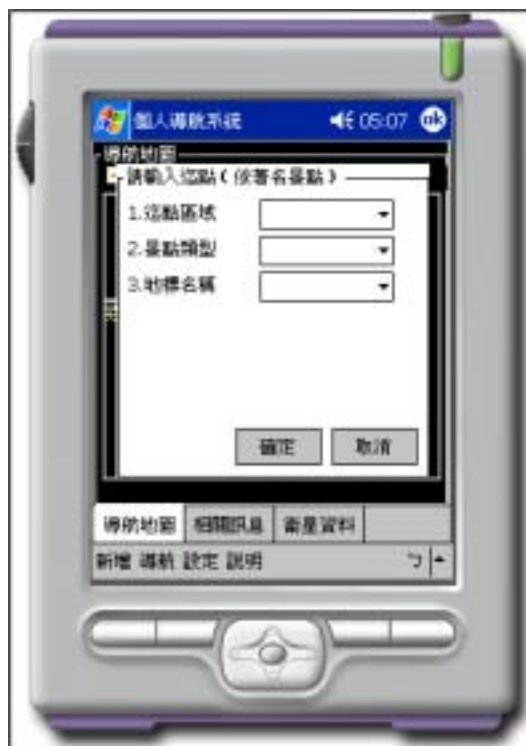 個人導航系統 05:07 ok
導航地圖
請輸入迄點(依著名景點)
1.迄點區域
2.景點類型
3.地標名稱
確定 取消
導航地圖 相關訊息 衛星資料
新增 導航 設定 說明 ㄅ